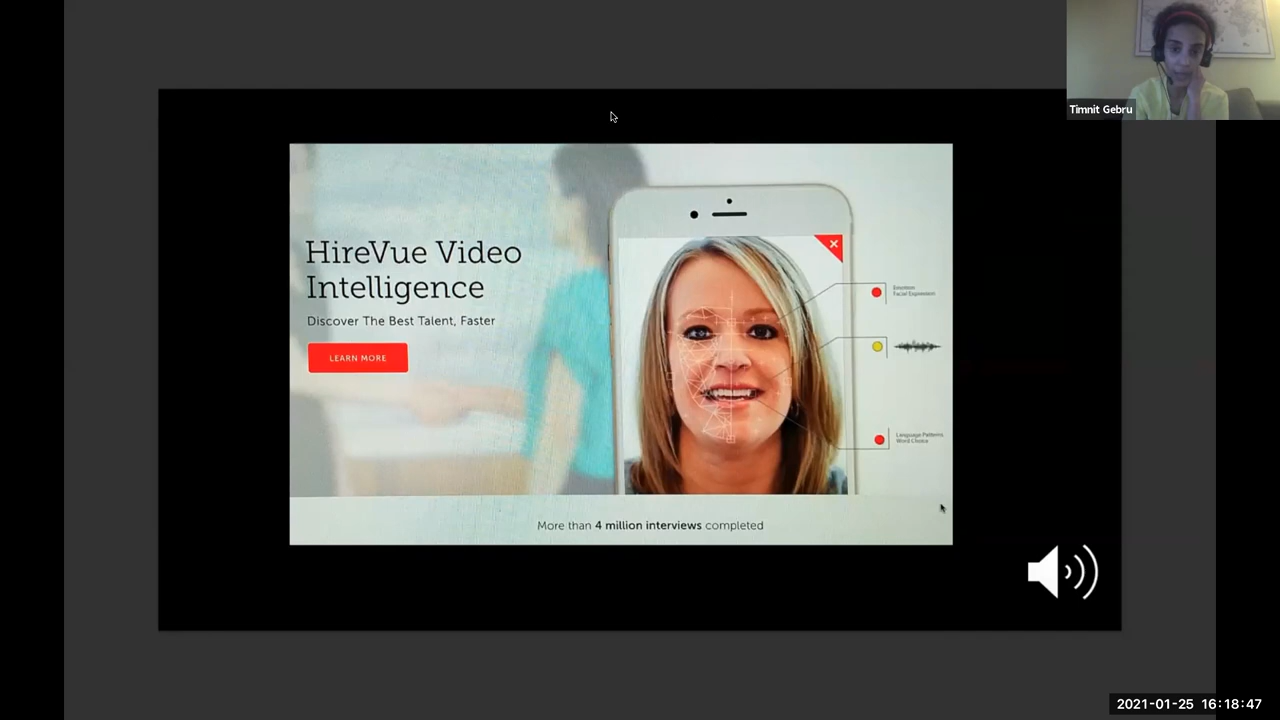 Timnit Gebru
HireVue Video
Intelligence
Discover The Best Talent, Faster
LEARN MORE
Emotion
Facial Expression
Language Patterns
Word Choice
More than 4 million interviews completed
2021-01-25 16:18:47